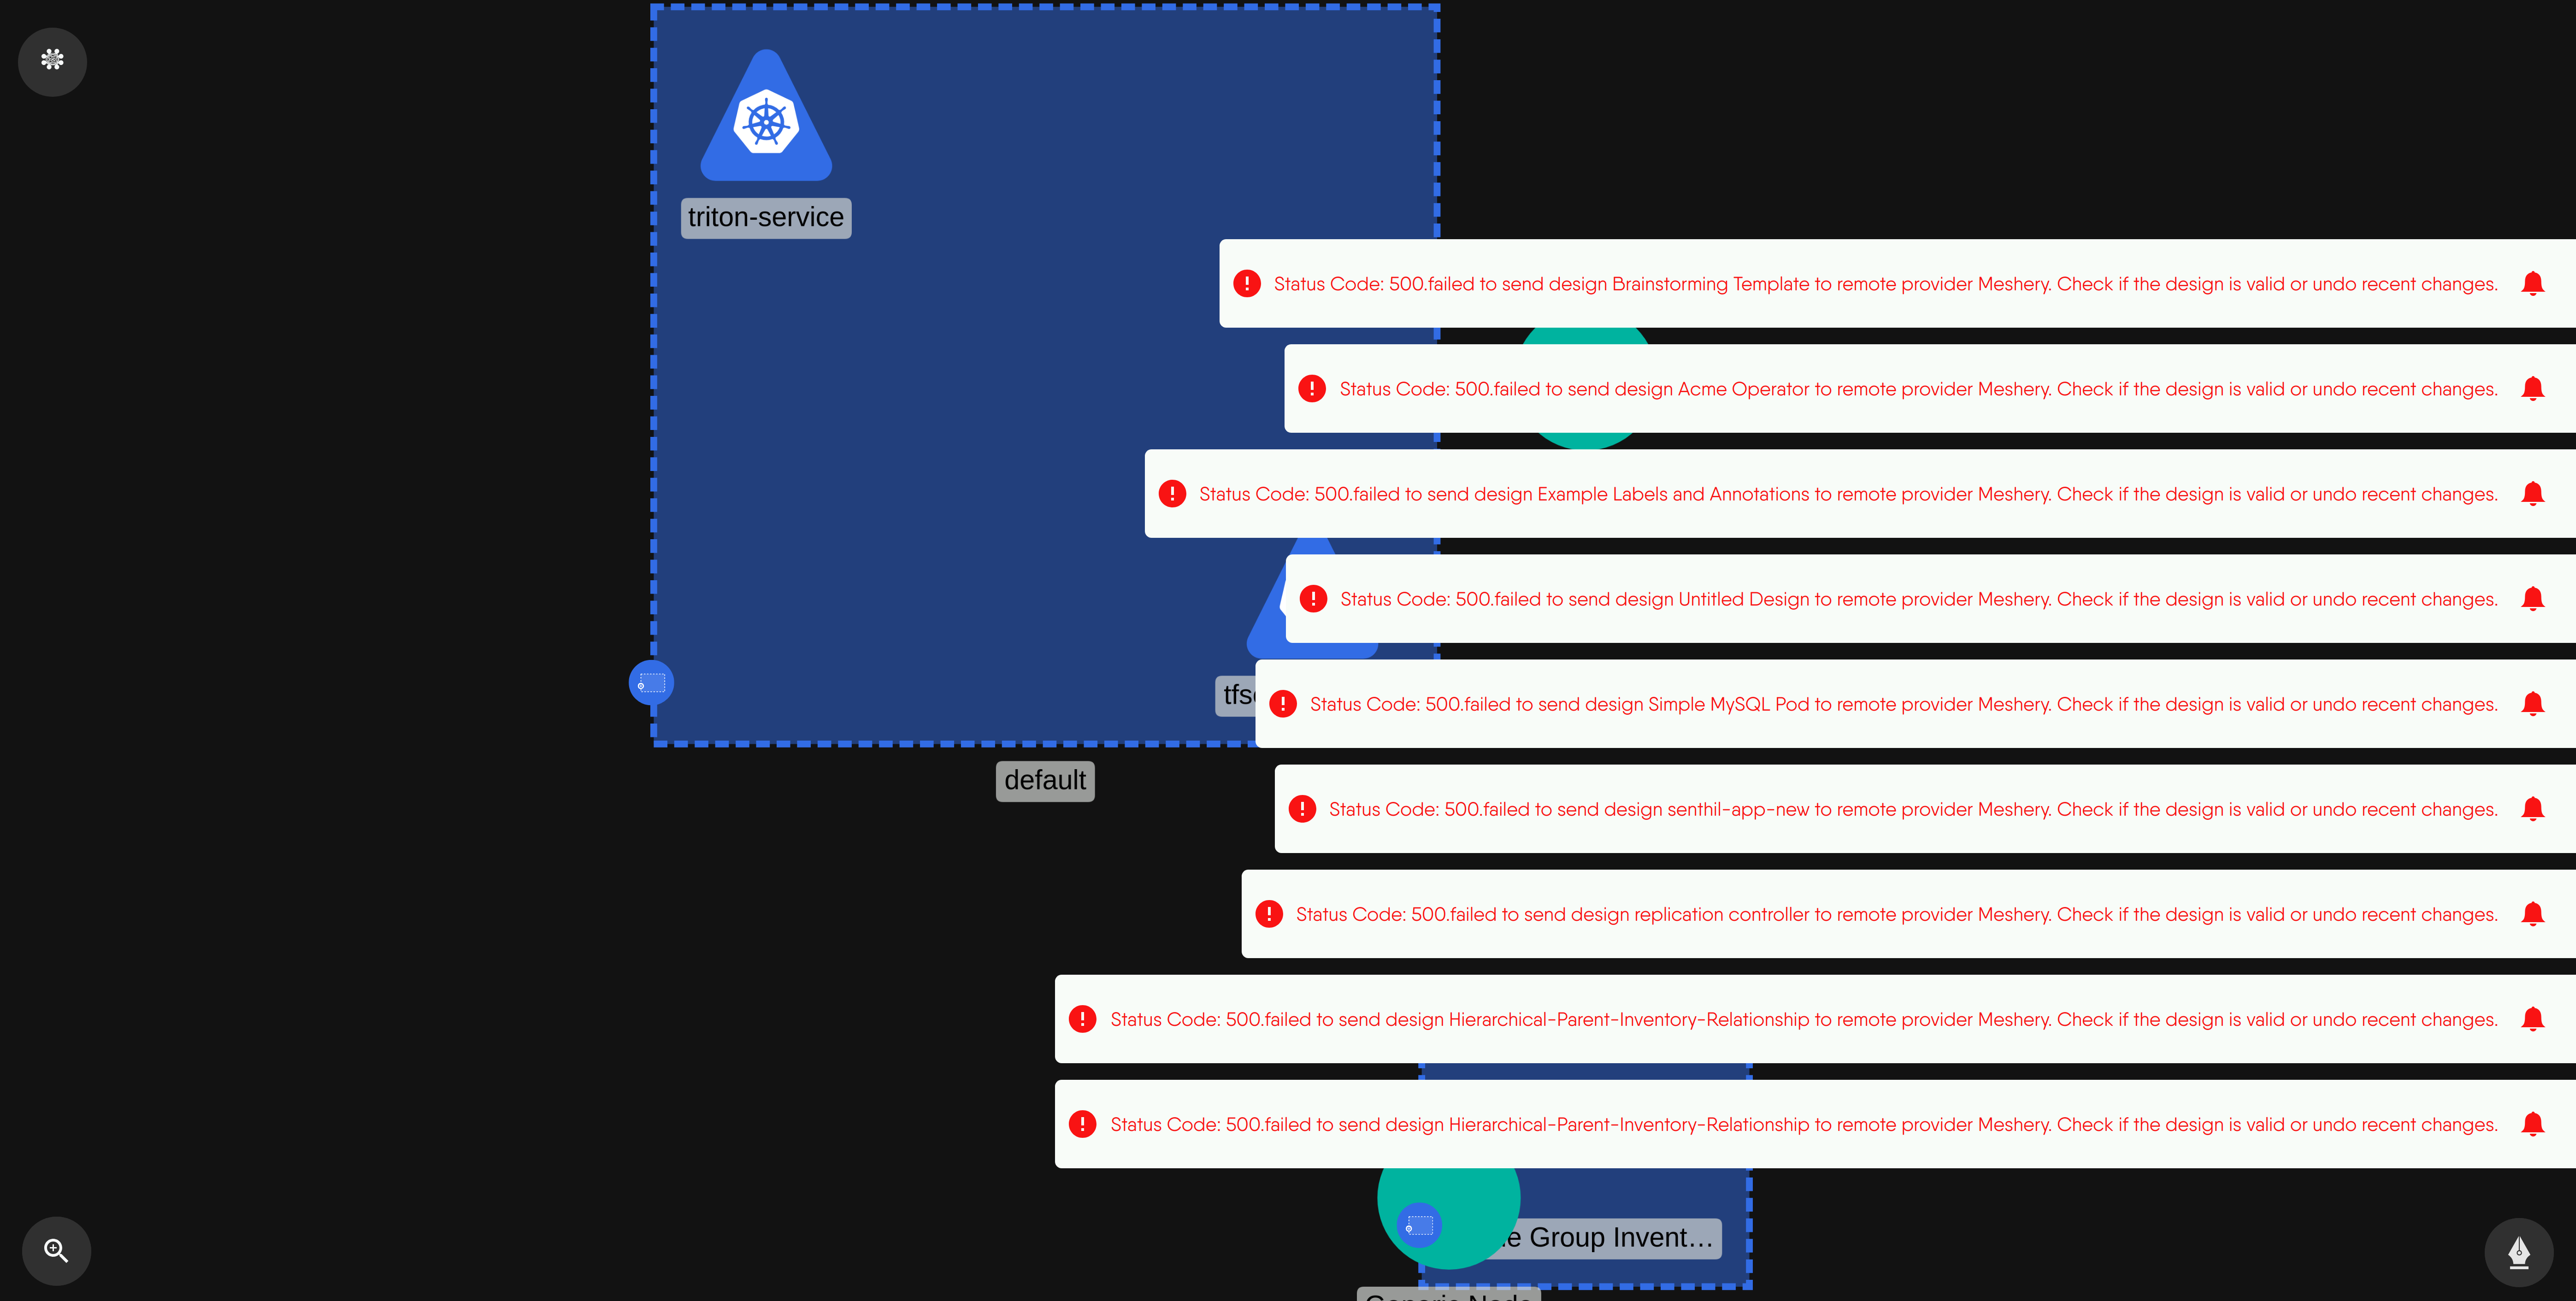 triton-service
Status Code: 500.failed to send design Brainstorming Template to remote provider Meshery. Check if the design is valid or undo recent changes.
Status Code: 500.failed to send design Acme Operator to remote provider Meshery. Check if the design is valid or undo recent changes.
Status Code: 500.failed to send design Example Labels and Annotations to remote provider Meshery. Check if the design is valid or undo recent changes.
Status Code: 500.failed to send design Untitled Design to remote provider Meshery. Check if the design is valid or undo recent changes.
Status Code: 500.failed to send design Simple MySQL Pod to remote provider Meshery. Check if the design is valid or undo recent changes.
default
Status Code: 500.failed to send design senthil-app-new to remote provider Meshery. Check if the design is valid or undo recent changes.
Status Code: 500.failed to send design replication controller to remote provider Meshery. Check if the design is valid or undo recent changes.
Status Code: 500.failed to send design Hierarchical-Parent-Inventory-Relationship to remote provider Meshery. Check if the design is valid or undo recent changes.
Status Code: 500.failed to send design Hierarchical-Parent-Inventory-Relationship to remote provider Meshery. Check if the design is valid or undo recent changes.
Group Invent…
Generic Node